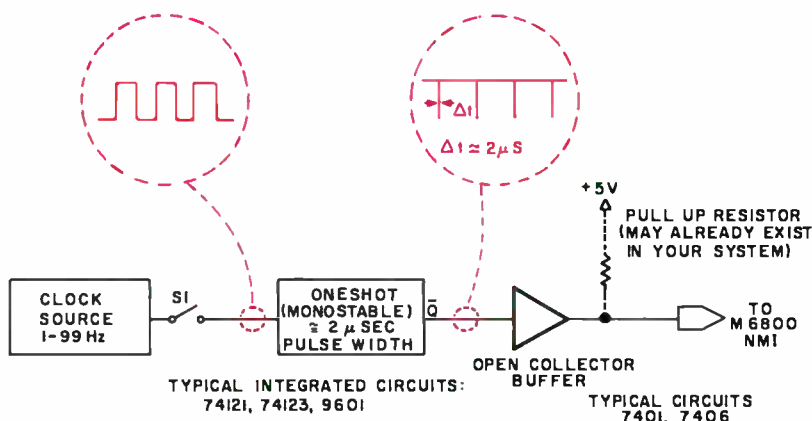 Δt
Δt ≃ 2μS
+5V
PULL UP RESISTOR
(MAY ALREADY EXIST
IN YOUR SYSTEM)
CLOCK
SOURCE
1-99 Hz
S1
ONESHOT
(MONOSTABLE)
≃ 2 μSEC
PULSE WIDTH
Q̅
TO
M6800
NMI
OPEN COLLECTOR
BUFFER
TYPICAL INTEGRATED CIRCUITS:
74121, 74123, 9601
TYPICAL CIRCUITS
7401, 7406